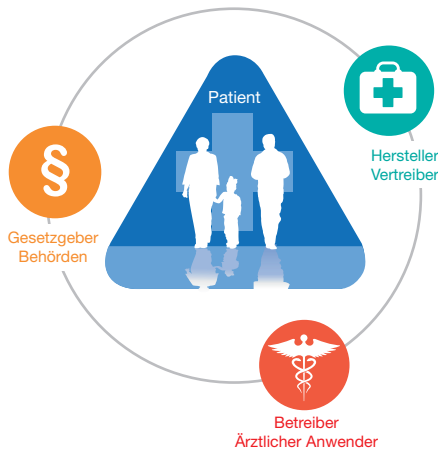 Patient
Hersteller
Vertreiber
§
Gesetzgeber
Behörden
Betreiber
Ärztlicher Anwender